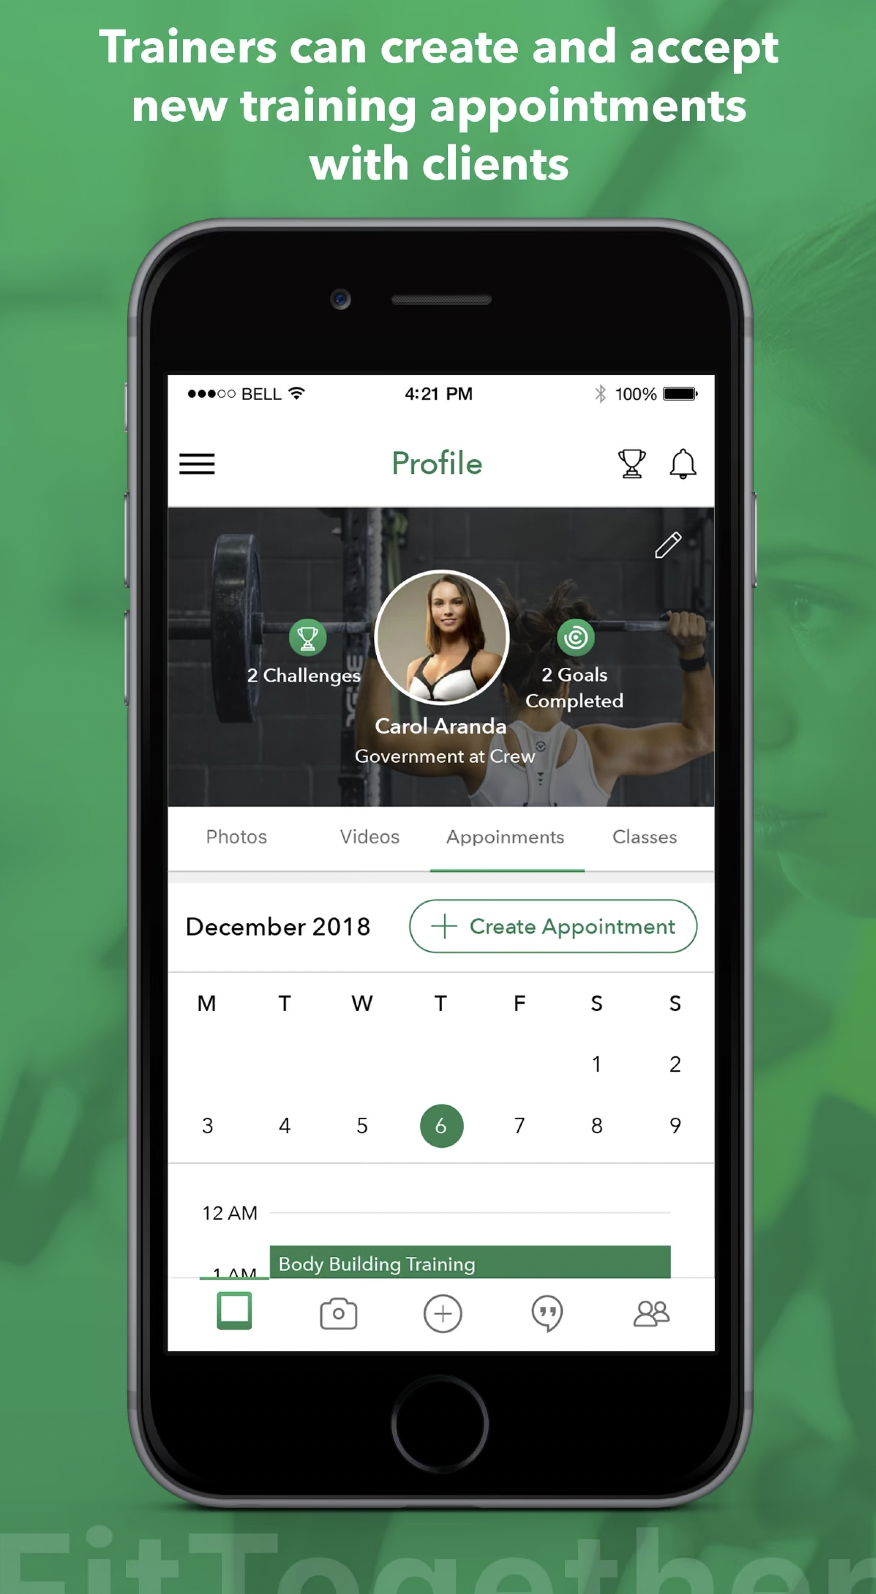 Trainers can create and accept
new training appointments
with clients
BELL 4:21 PM 100%
Profile
2 Challenges
2 Goals
Completed
Carol Aranda
Government at Crew
Photos Videos Appoinments Classes
December 2018 + Create Appointment
M T W T F S S
1 2
3 4 5 6 7 8 9
12 AM
Body Building Training
1 AM
FitTogether